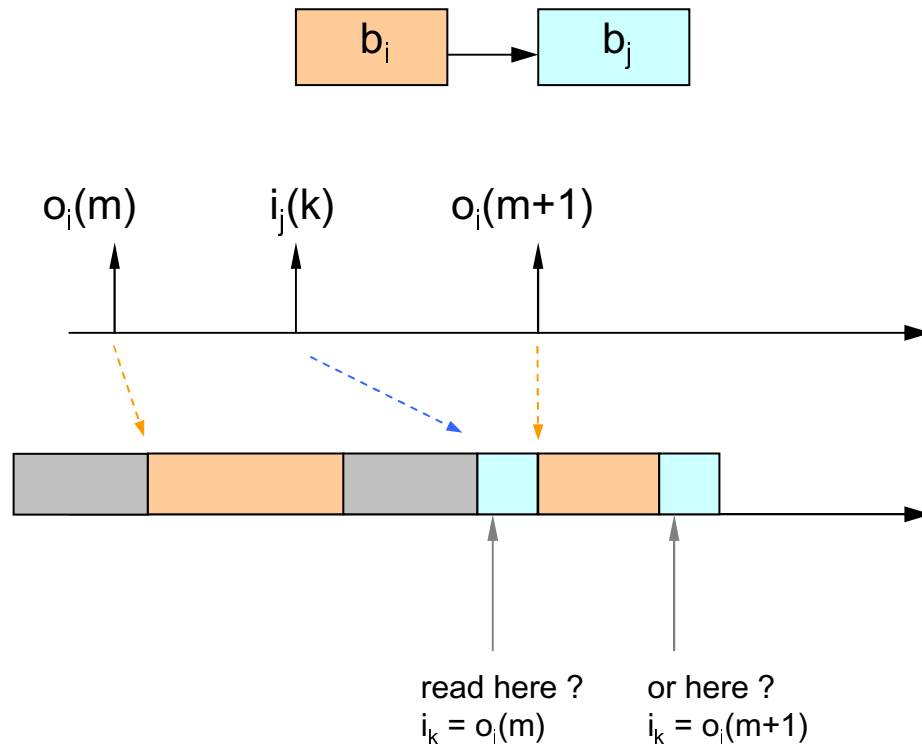 bi
bj
oi(m)
ij(k)
oi(m+1)
read here ?
or here ?
ik = oi(m)
ik = oi(m+1)